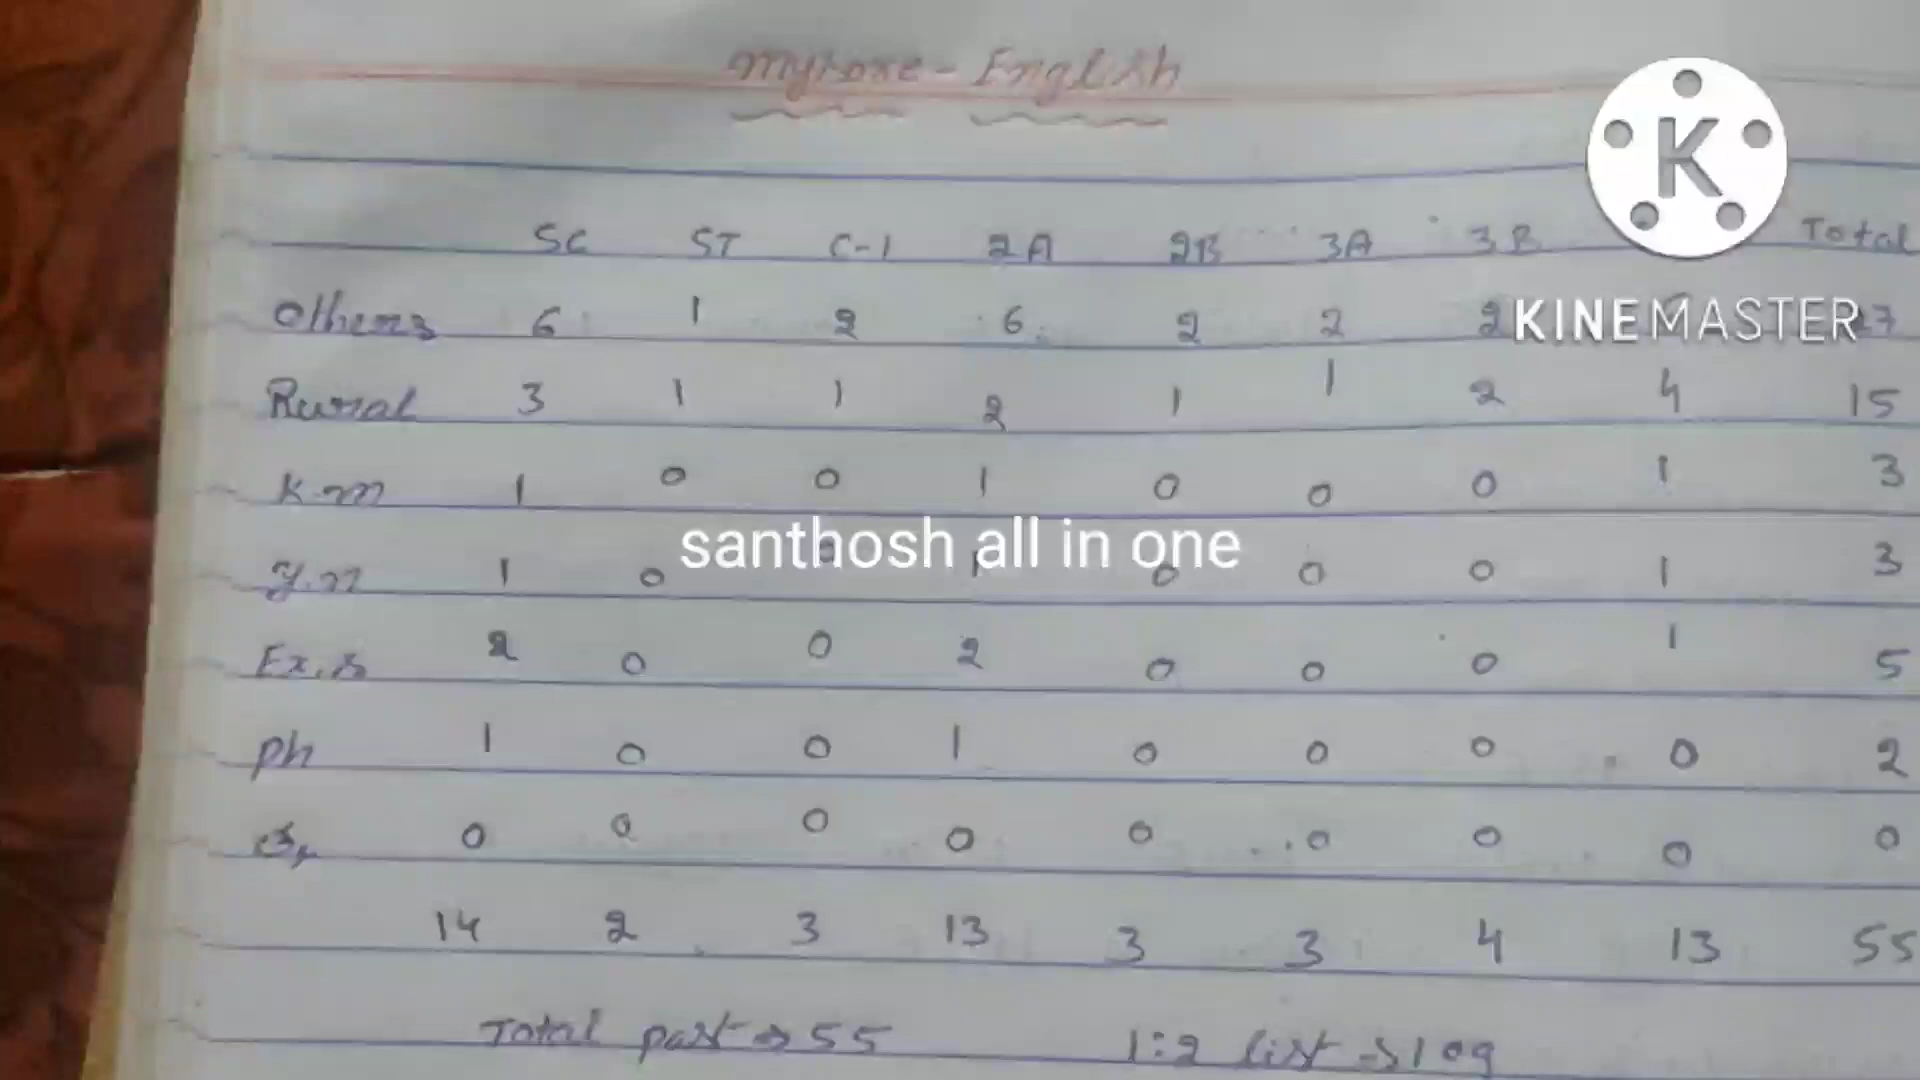 Mysore - English
K
SC ST C-1 2A 2B 3A 3B Total
Others 6 1 2 6 2 2 2 27
KINEMASTER
Rural 3 1 1 2 1 1 2 4 15
K.m 1 0 0 1 0 0 0 1 3
santhosh all in one
1 0 0 1 0 0 0 1 3
Ex.s 2 0 0 2 0 0 0 1 5
ph 1 0 0 1 0 0 0 0 2
0 0 0 0 0 0 0 0 0
14 2 3 13 3 3 4 13 55
Total post → 55 1:2 list → 109